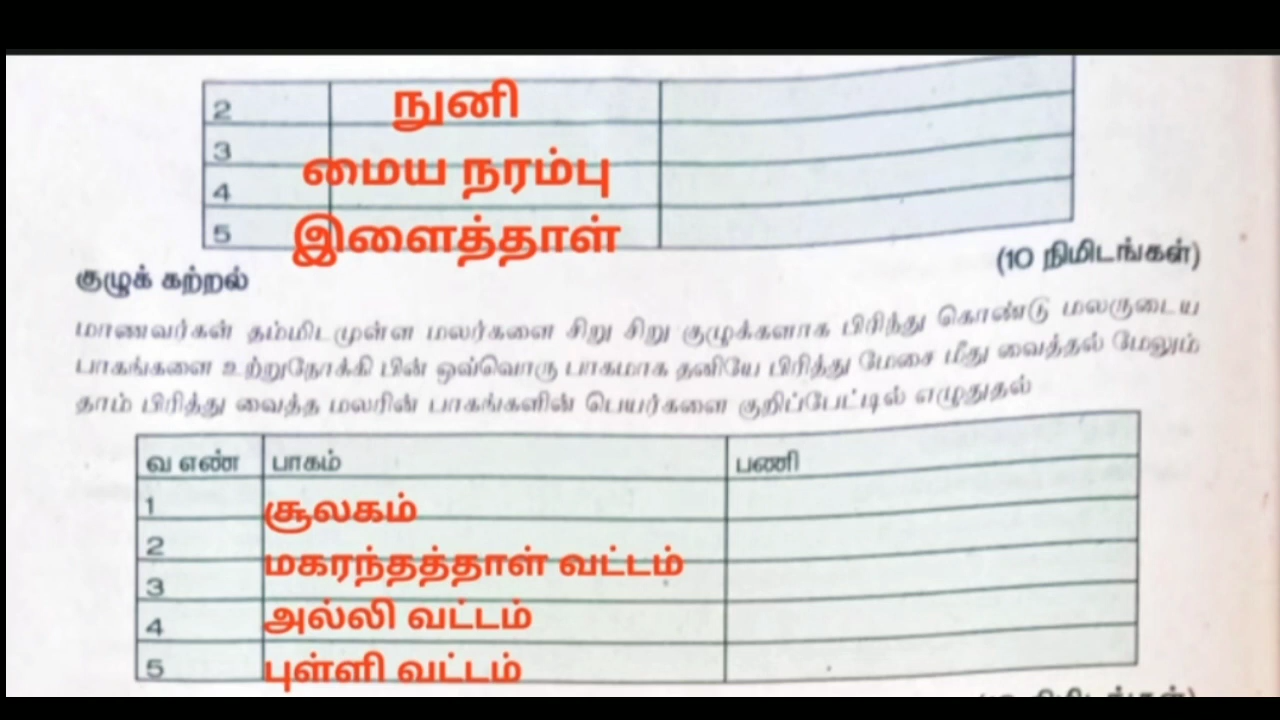 2 நுனி
3
மைய நரம்பு
4
5 இளைத்தாள்
(10 நிமிடங்கள்)
குழுக் கற்றல்
மாணவர்கள் தம்மிடமுள்ள மலர்களை சிறு சிறு குழுக்களாக பிரிந்து கொண்டு மலருடைய
பாகங்களை உற்றுநோக்கி பின் ஒவ்வொரு பாகமாக தனியே பிரித்து மேசை மீது வைத்தல் மேலும்
தாம் பிரித்து வைத்த மலரின் பாகங்களின் பெயர்களை குறிப்பேட்டில் எழுதுதல்
வ எண் பாகம் பணி
1 சூலகம்
2
மகரந்தத்தாள் வட்டம்
3
4 அல்லி வட்டம்
5 புள்ளி வட்டம்